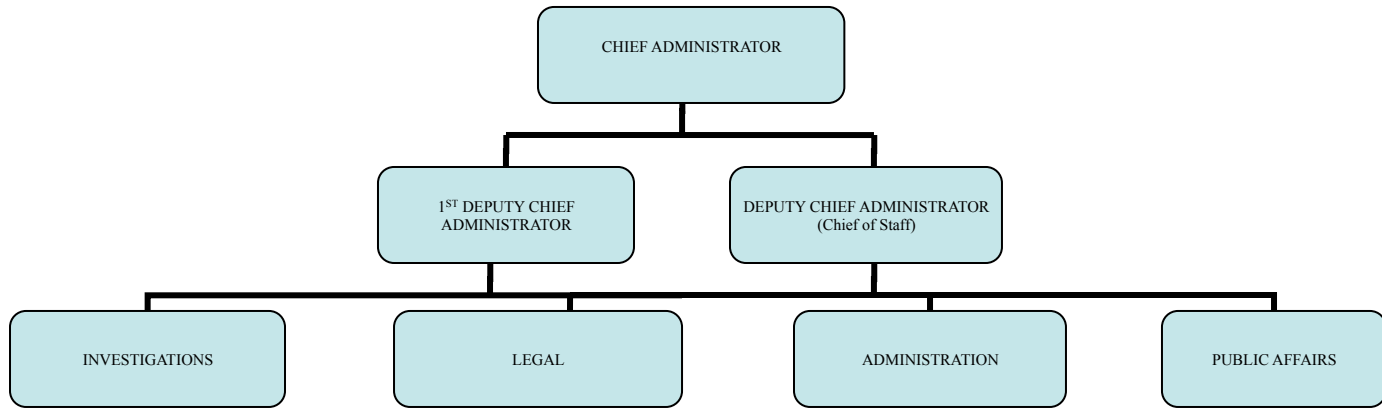 CHIEF ADMINISTRATOR
1ST DEPUTY CHIEF
ADMINISTRATOR
DEPUTY CHIEF ADMINISTRATOR
(Chief of Staff)
INVESTIGATIONS
LEGAL
ADMINISTRATION
PUBLIC AFFAIRS